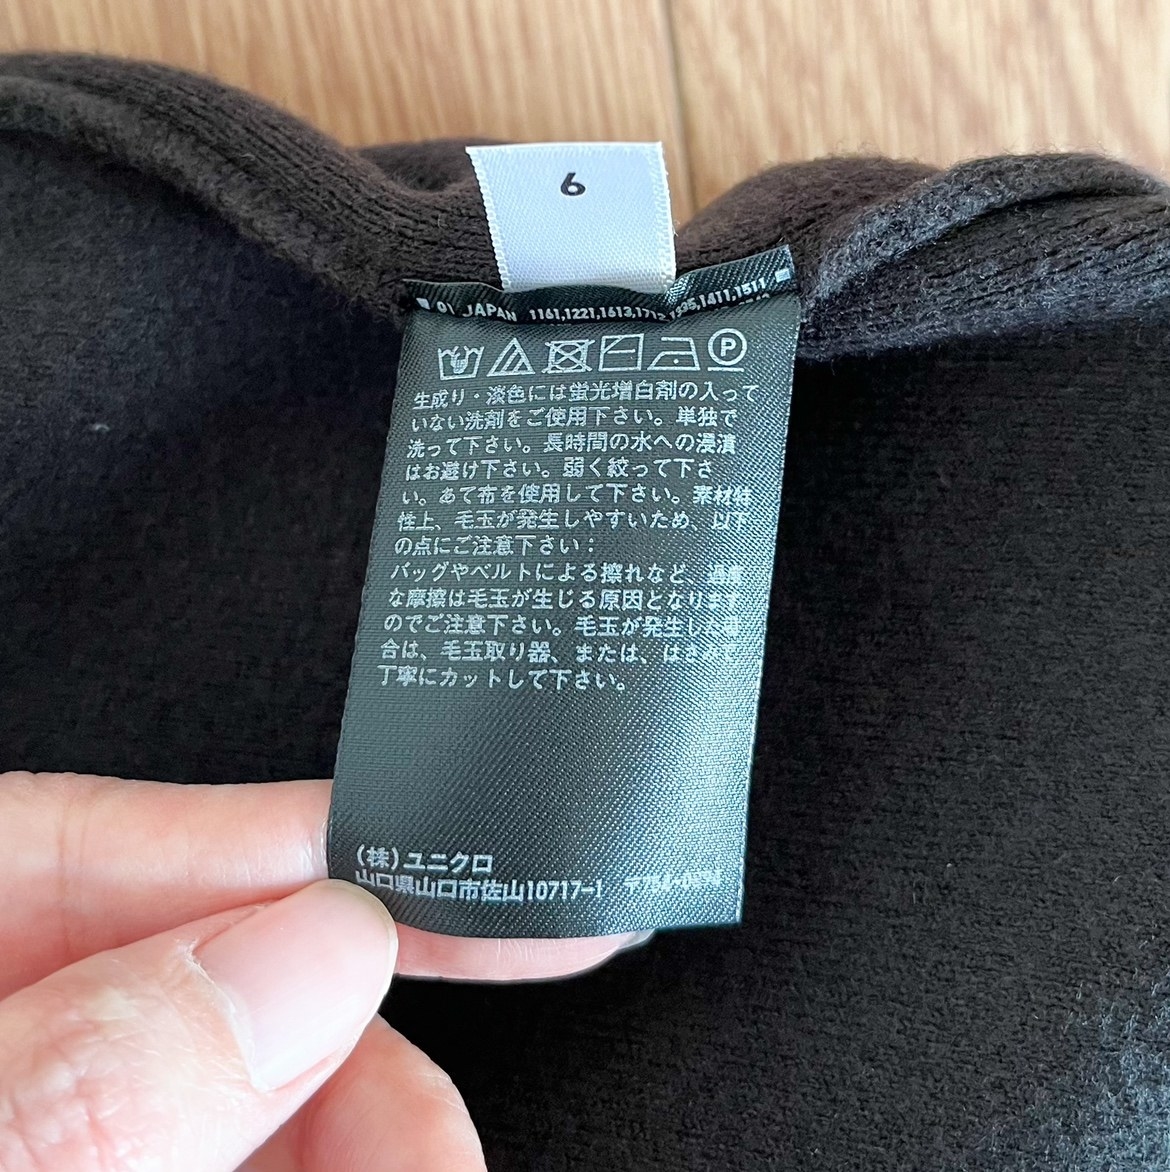 6
01 JAPAN 1161,1221,1613,1411,1511
P
生成り・淡色には蛍光増白剤の入って
いない洗剤をご使用下さい。単独で
洗って下さい。長時間の水への浸漬
はお避け下さい。弱く絞って下さ
い。あて布を使用して下さい。素材特
性上、毛玉が発生しやすいため、以下
の点にご注意下さい：
バッグやベルトによる擦れなど、過度
な摩擦は毛玉が生じる原因となります
のでご注意下さい。毛玉が発生し
合は、毛玉取り器、または、はさみで
丁寧にカットして下さい。
(株)ユニクロ
山口県山口市佐山10717-1